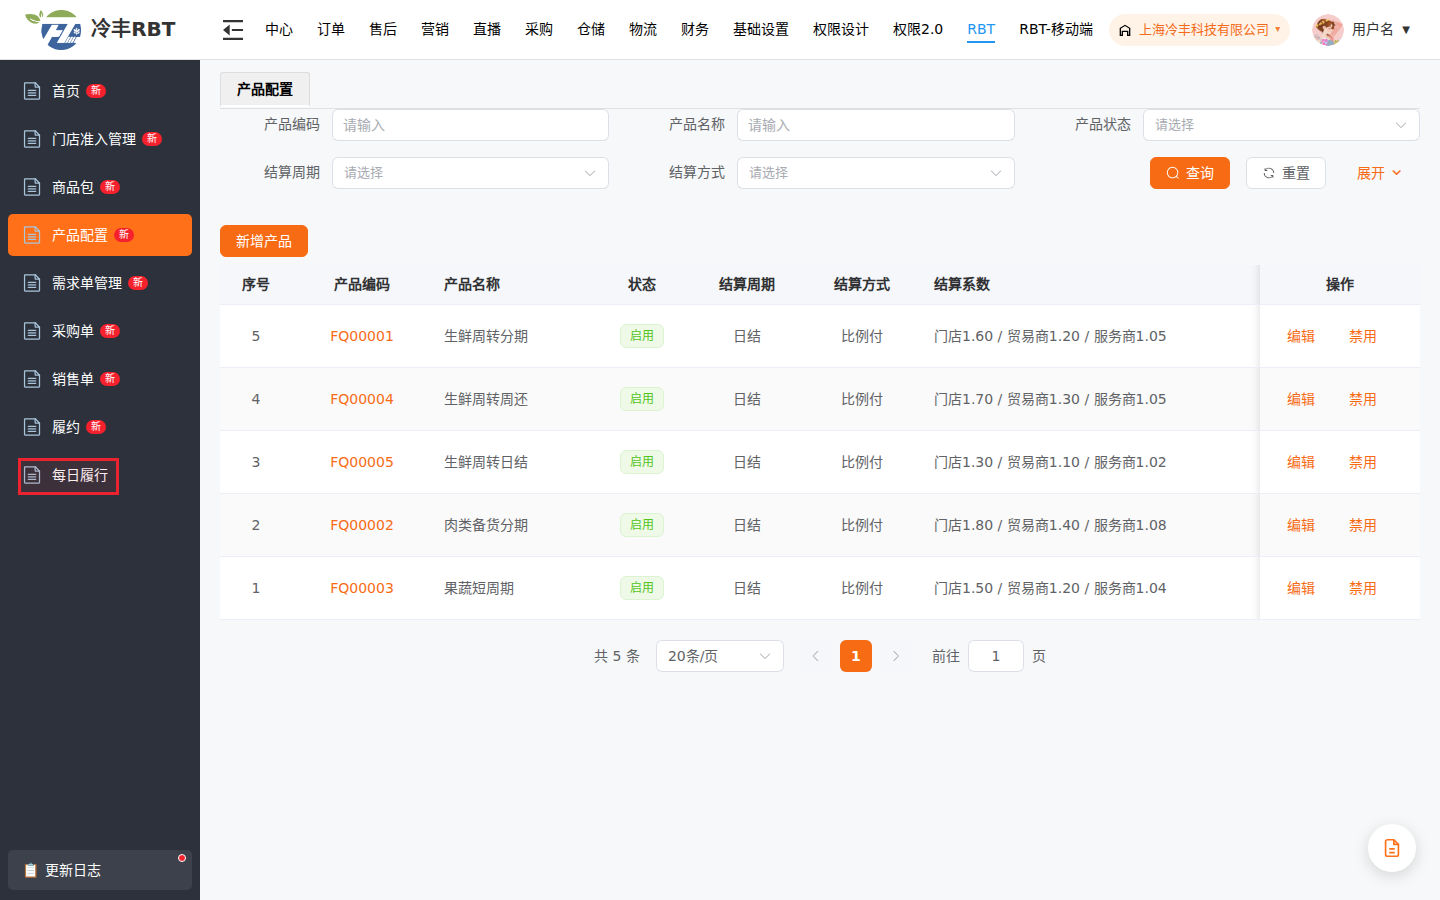 冷丰RBT
中心 订单 售后 营销 直播 采购 仓储 物流 财务 基础设置 权限设计 权限2.0 RBT RBT-移动端 上海冷丰科技有限公司 ▾ 用户名 ▼
首页 新
门店准入管理 新
商品包 新
产品配置 新
需求单管理 新
采购单 新
销售单 新
履约 新
每日履行
更新日志
产品配置
产品编码 请输入 产品名称 请输入 产品状态 请选择
结算周期 请选择 结算方式 请选择 查询 重置 展开
新增产品
序号 产品编码 产品名称 状态 结算周期 结算方式 结算系数 操作
5 FQ00001 生鲜周转分期 启用 日结 比例付 门店1.60 / 贸易商1.20 / 服务商1.05 编辑 禁用
4 FQ00004 生鲜周转周还 启用 日结 比例付 门店1.70 / 贸易商1.30 / 服务商1.05 编辑 禁用
3 FQ00005 生鲜周转日结 启用 日结 比例付 门店1.30 / 贸易商1.10 / 服务商1.02 编辑 禁用
2 FQ00002 肉类备货分期 启用 日结 比例付 门店1.80 / 贸易商1.40 / 服务商1.08 编辑 禁用
1 FQ00003 果蔬短周期 启用 日结 比例付 门店1.50 / 贸易商1.20 / 服务商1.04 编辑 禁用
共 5 条 20条/页 1 前往 1 页